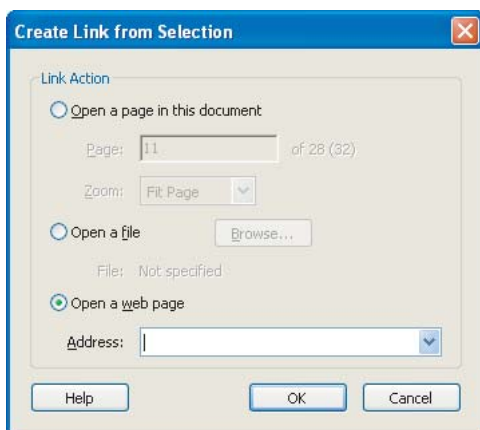 Create Link from Selection
Link Action
Open a page in this document
Page: 11 of 28 (32)
Zoom: Fit Page
Open a file Browse...
File: Not specified
Open a web page
Address:
Help OK Cancel